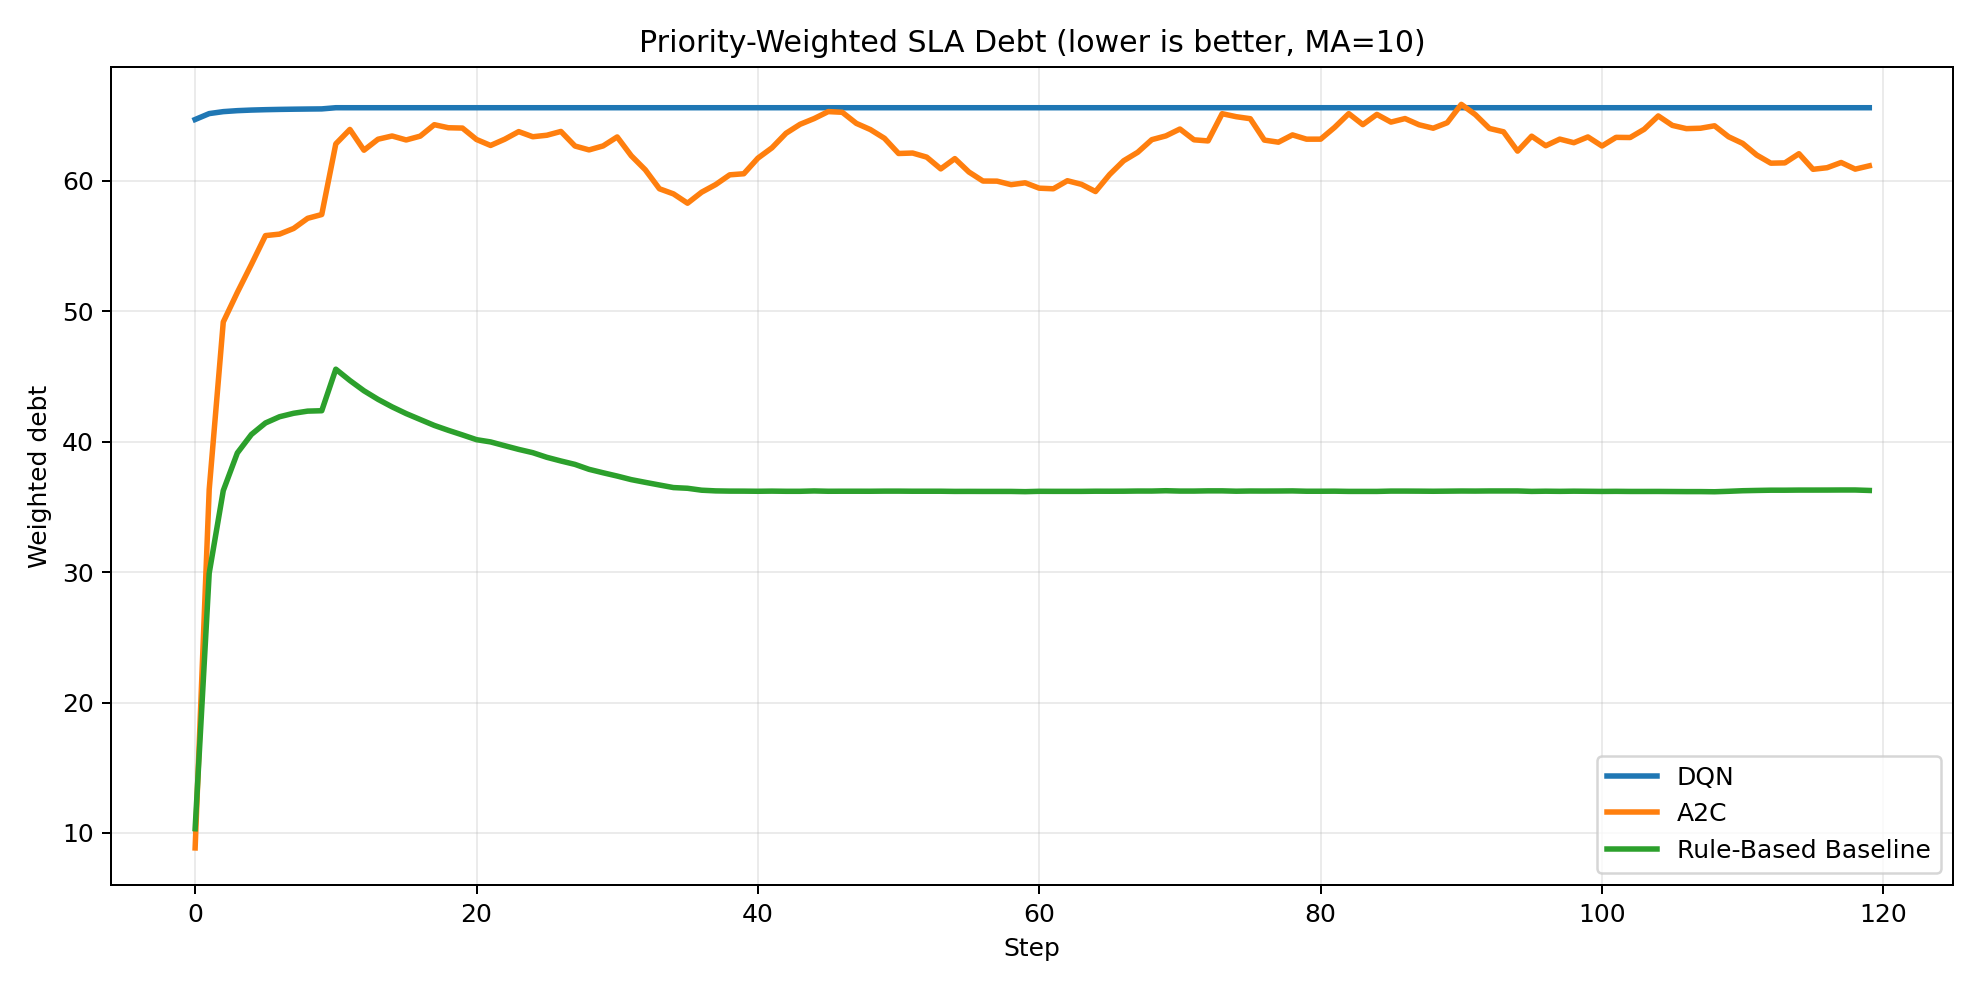 Priority-Weighted SLA Debt (lower is better, MA=10)
Weighted debt
60
50
40
30
20
10
0 20 40 60 80 100 120
Step
DQN
A2C
Rule-Based Baseline